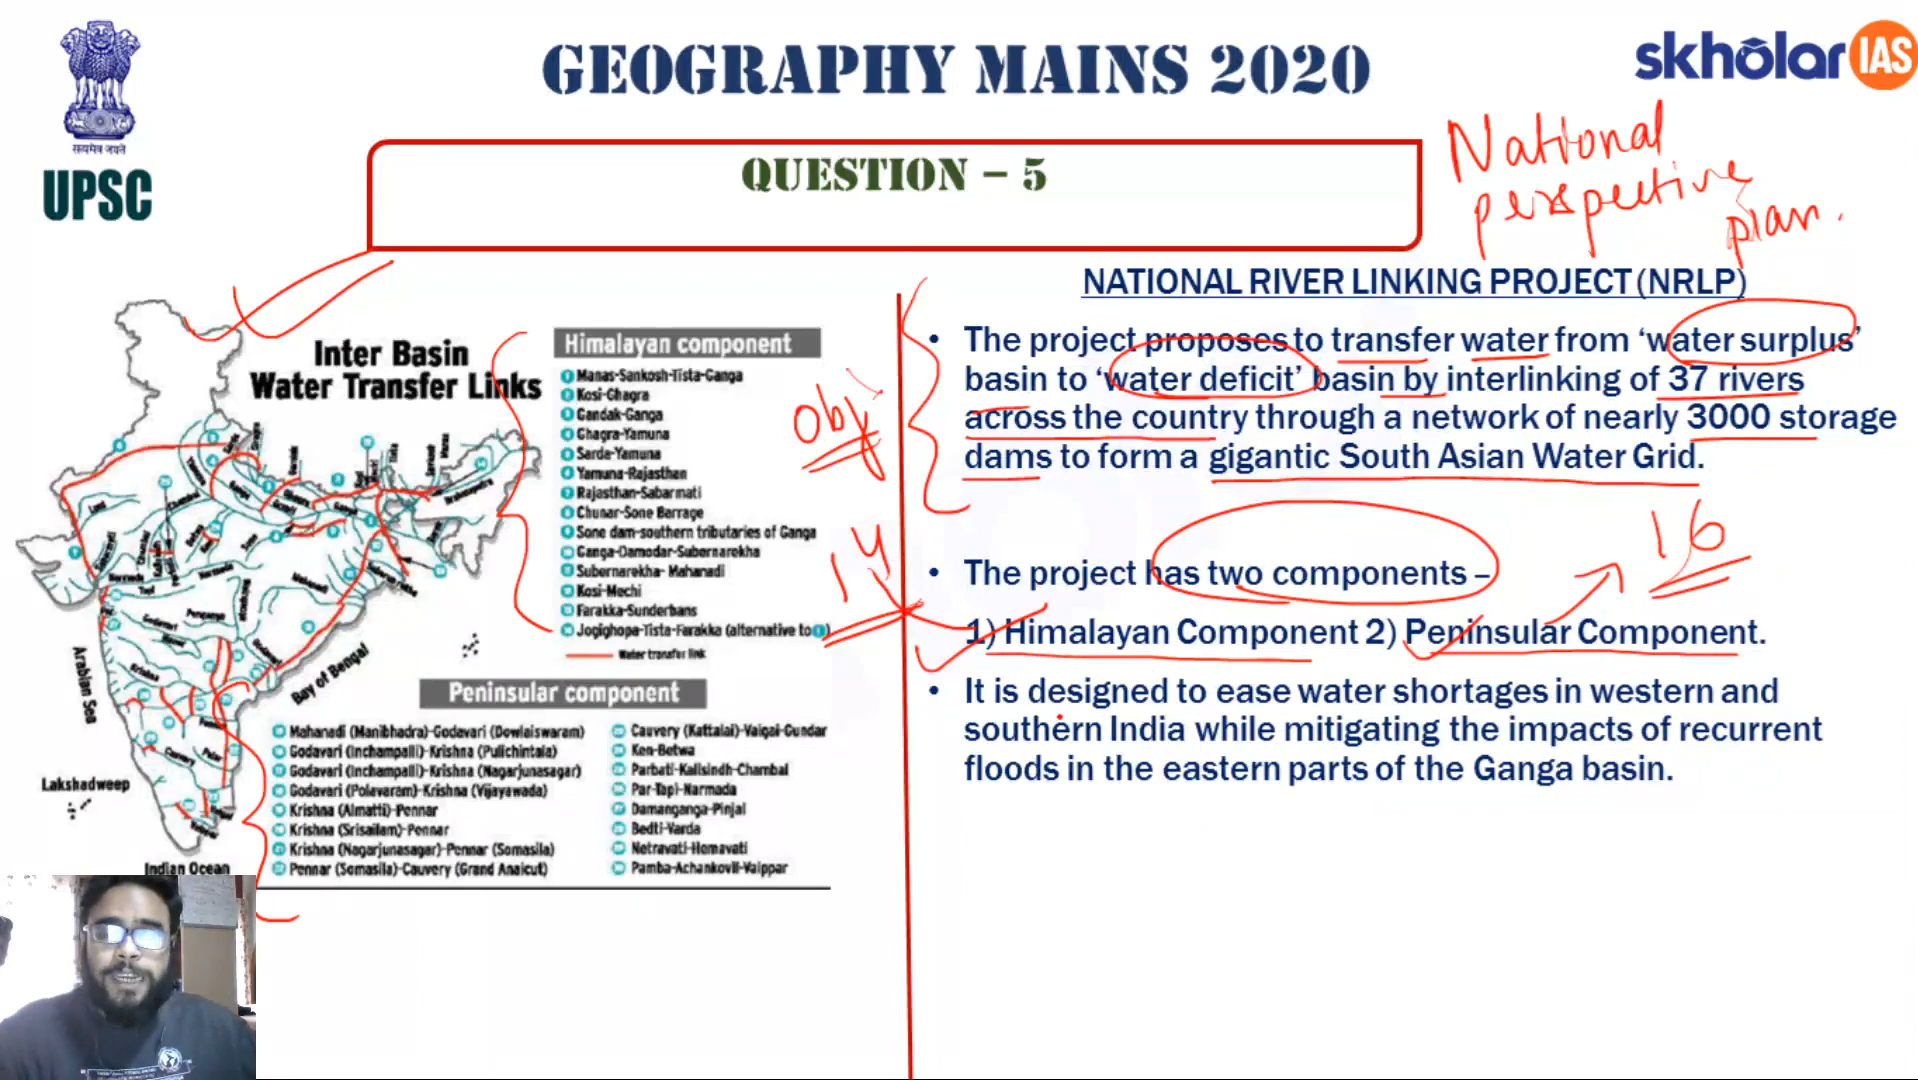 सत्यमेव जयते
UPSC
GEOGRAPHY MAINS 2020
skholar IAS
QUESTION – 5
National
perspective
plan.
Inter Basin
Water Transfer Links
Himalayan component
Manas-Sankosh-Tista-Ganga
Kosi-Ghagra
Gandak-Ganga
Ghagra-Yamuna
Sarda-Yamuna
Yamuna-Rajasthan
Rajasthan-Sabarmati
Chunar-Sone Barrage
Sone dam-southern tributaries of Ganga
Ganga-Damodar-Subernarekha
Subernarekha- Mahanadi
Kosi-Mechi
Farakka-Sunderbans
Jogighopa-Tista-Farakka (alternative to 1)
Water transfer link
Arabian Sea
Bay of Bengal
Lakshadweep
Indian Ocean
Peninsular component
Mahanadi (Manibhadra)-Godavari (Dowlaiswaram)
Godavari (Inchampalli)-Krishna (Pulichintala)
Godavari (Inchampalli)-Krishna (Nagarjunasagar)
Godavari (Polavaram)-Krishna (Vijayawada)
Krishna (Almatti)-Pennar
Krishna (Srisailam)-Pennar
Krishna (Nagarjunasagar)-Pennar (Somasila)
Pennar (Somasila)-Cauvery (Grand Anaicut)
Cauvery (Kattalai)-Vaigai-Gundar
Ken-Betwa
Parbati-Kalisindh-Chambal
Par-Tapi-Narmada
Damanganga-Pinjal
Bedti-Varda
Netravati-Hemavati
Pamba-Achankovil-Vaippar
obj
14
NATIONAL RIVER LINKING PROJECT (NRLP)
• The project proposes to transfer water from ‘water surplus’
basin to ‘water deficit’ basin by interlinking of 37 rivers
across the country through a network of nearly 3000 storage
dams to form a gigantic South Asian Water Grid.
16
• The project has two components –
1) Himalayan Component 2) Peninsular Component.
• It is designed to ease water shortages in western and
southern India while mitigating the impacts of recurrent
floods in the eastern parts of the Ganga basin.